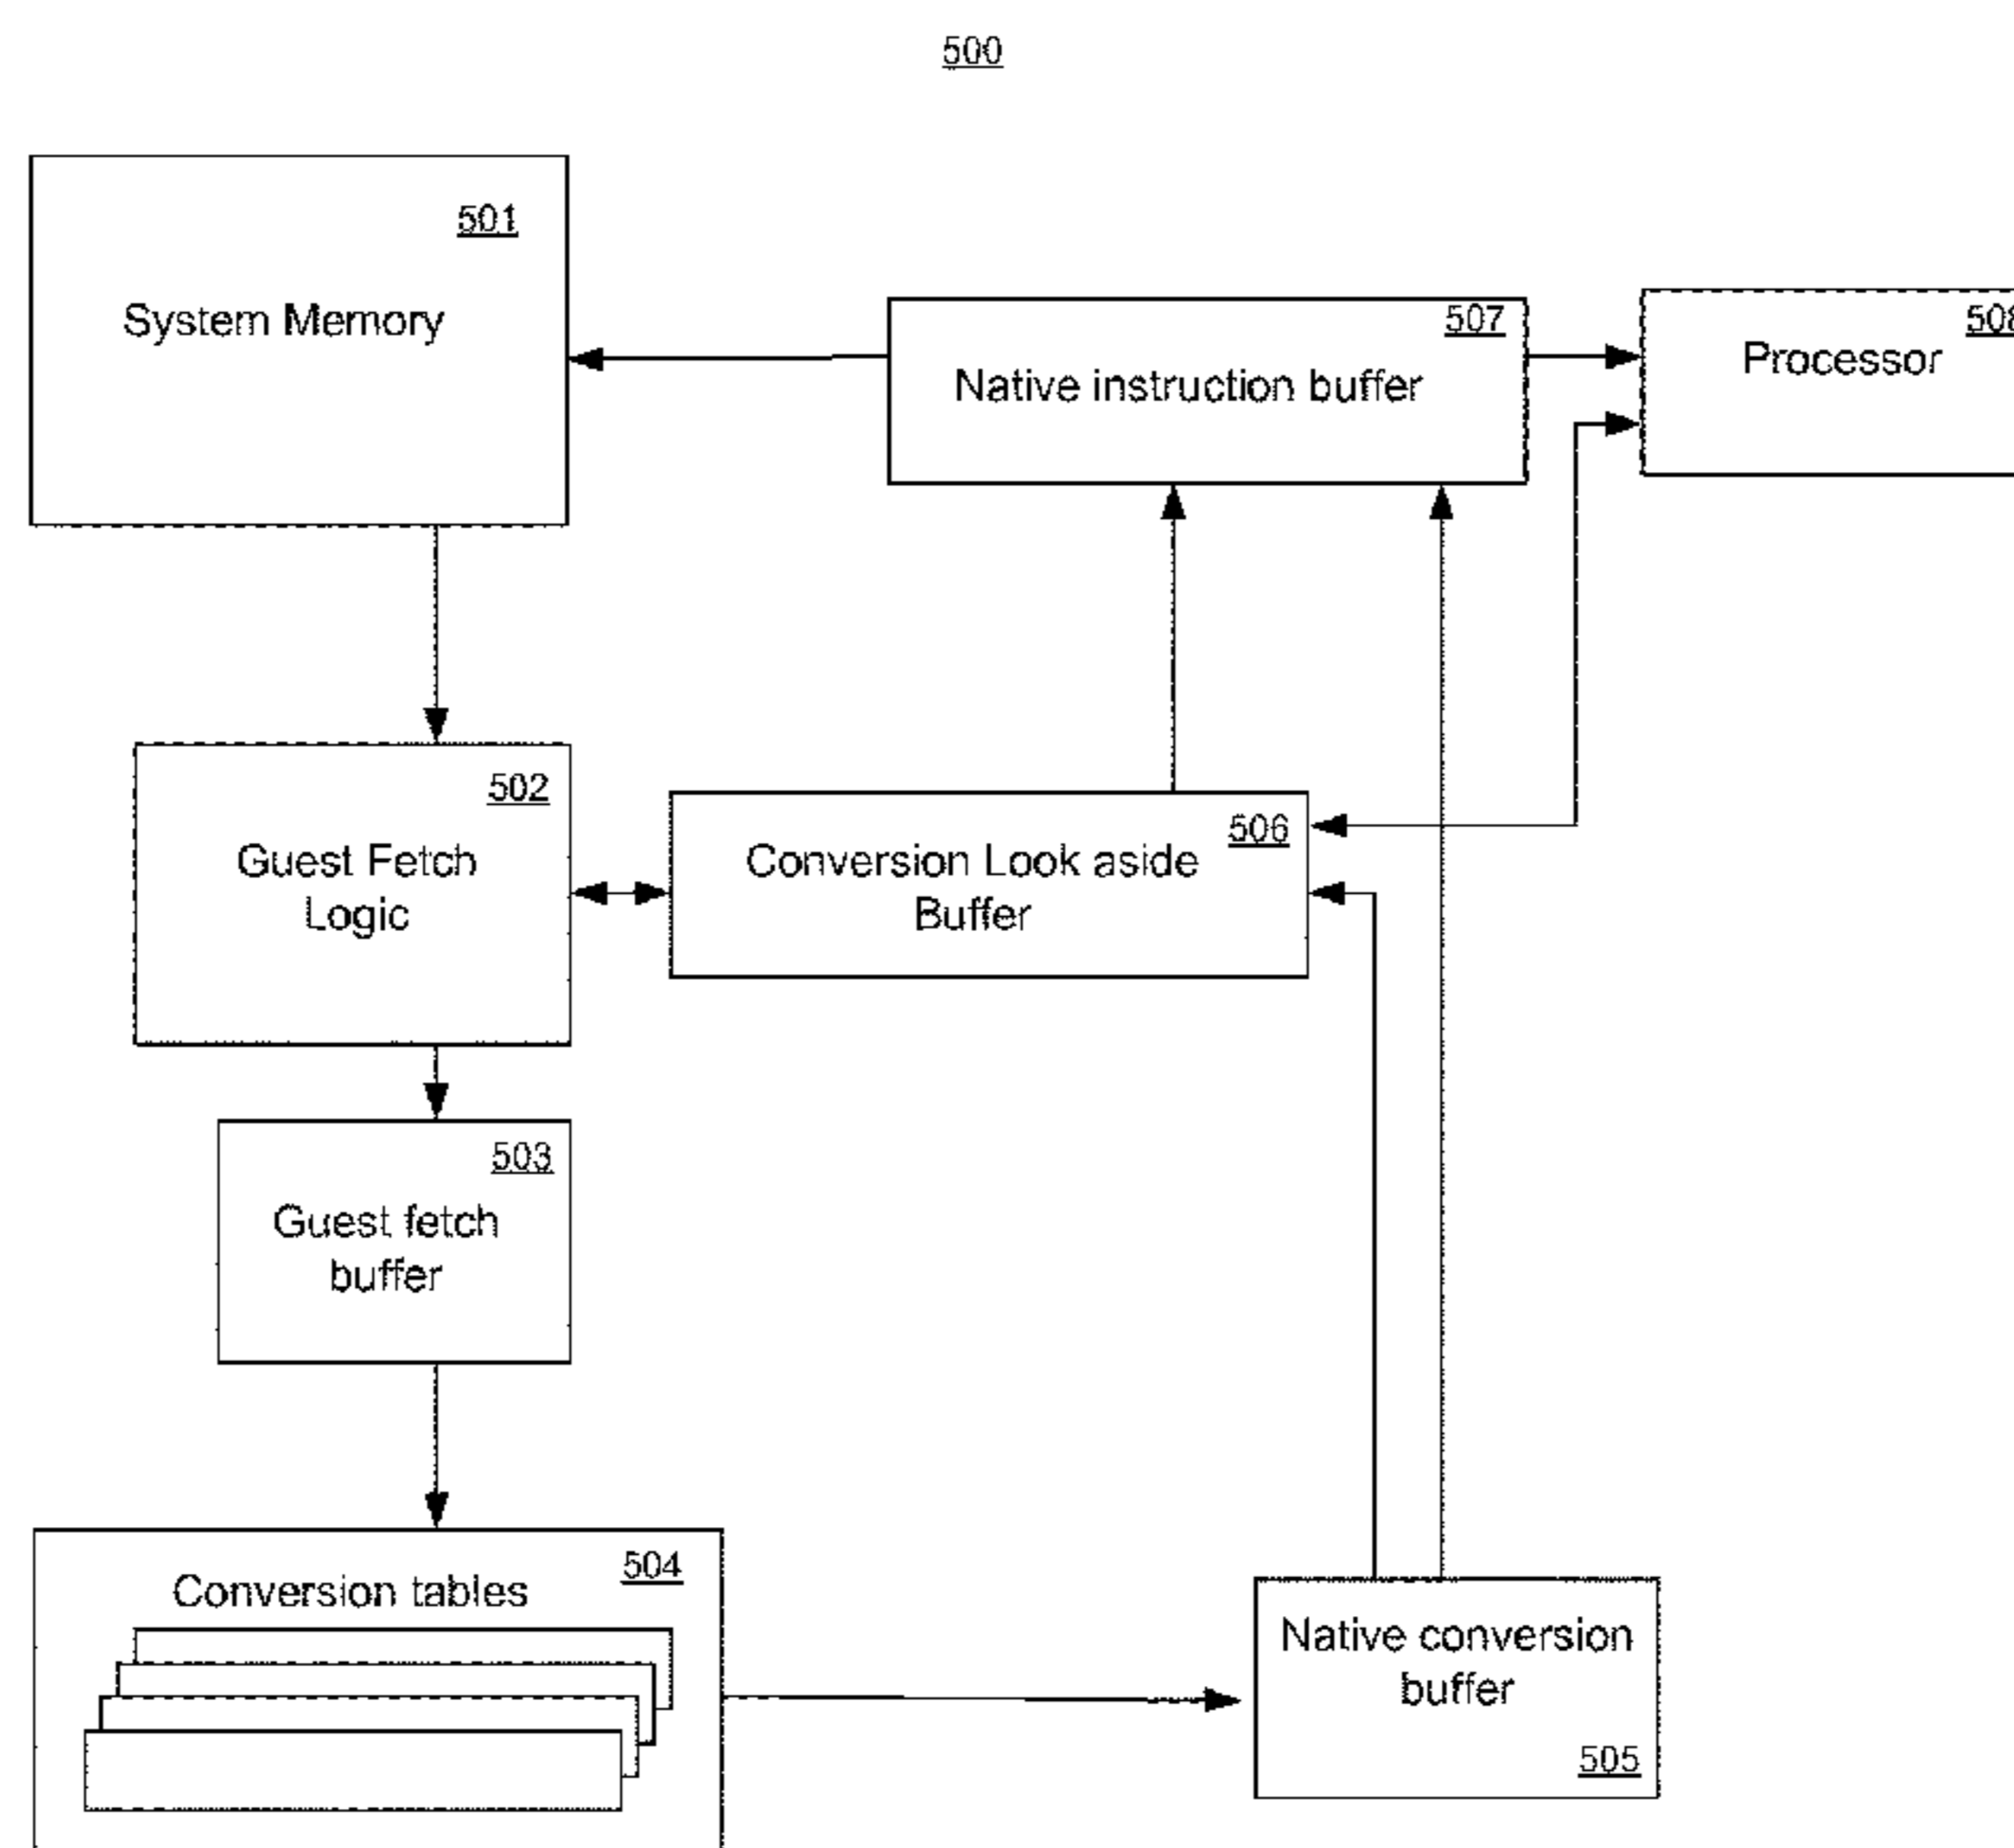 500
501
System Memory
507
Native instruction buffer
508
Processor
502
Guest Fetch
Logic
506
Conversion Look aside
Buffer
503
Guest fetch
buffer
504
Conversion tables
Native conversion
buffer
505